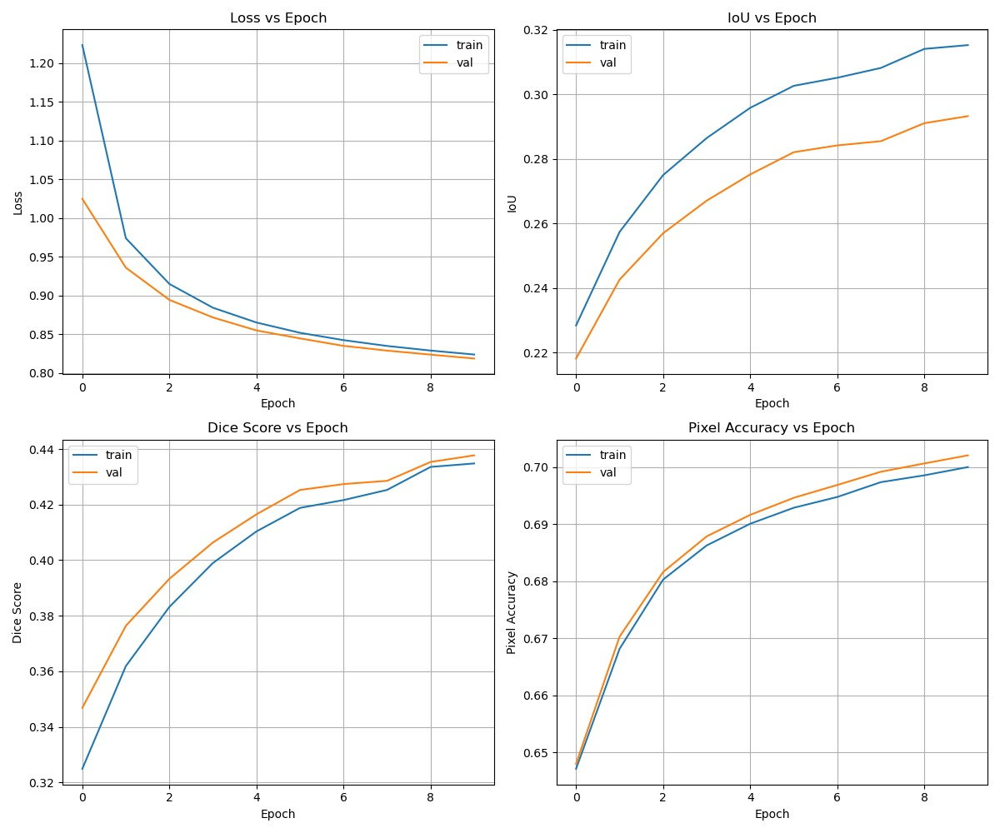 Loss vs Epoch
train
val
1.20
1.15
1.10
1.05
1.00
0.95
0.90
0.85
0.80
Loss
0 2 4 6 8
Epoch
IoU vs Epoch
train
val
0.32
0.30
0.28
0.26
0.24
0.22
IoU
0 2 4 6 8
Epoch
Dice Score vs Epoch
train
val
0.44
0.42
0.40
0.38
0.36
0.34
0.32
Dice Score
0 2 4 6 8
Epoch
Pixel Accuracy vs Epoch
train
val
0.70
0.69
0.68
0.67
0.66
0.65
Pixel Accuracy
0 2 4 6 8
Epoch